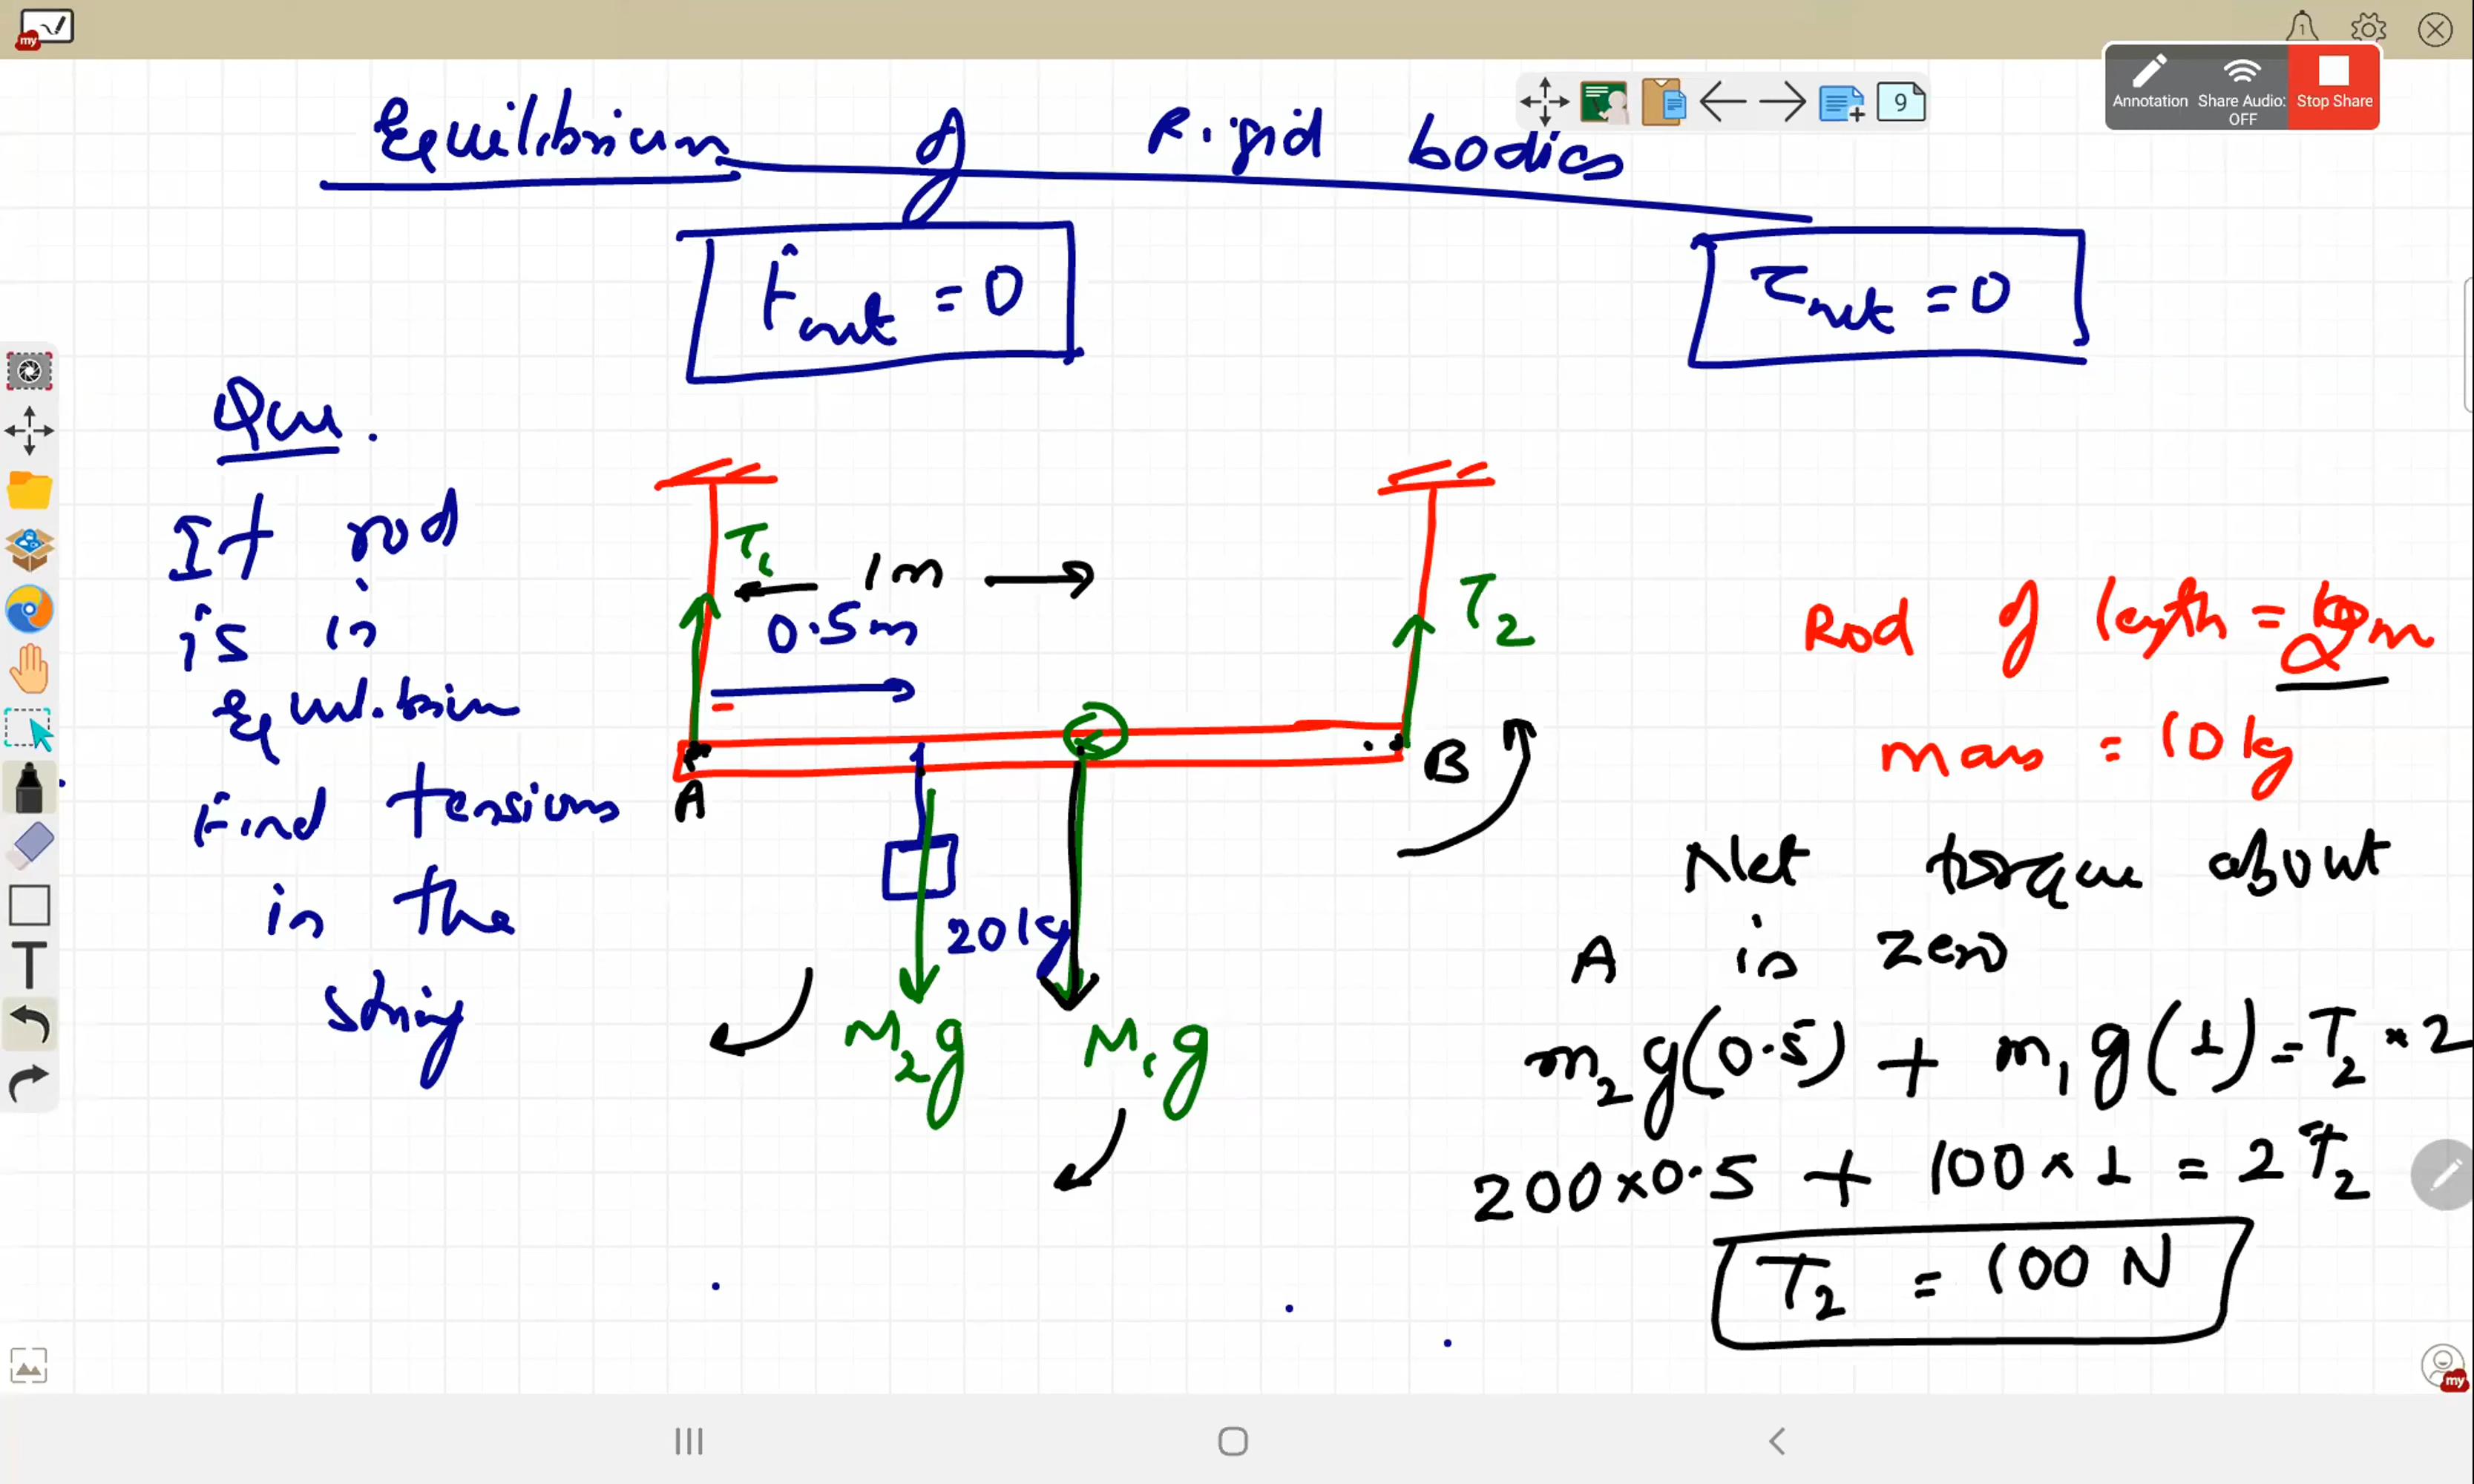 my
1
Annotation Share Audio: OFF Stop Share
9
Equilibrium of Rigid bodies
Fnet = 0
τnet = 0
Que.
If rod
is in
Equilibrium
Find tensions
in the
string
T1
1m
0.5m
T2
A
B
20kg
M2g
M1g
Rod of length = 2m
mass = 10kg
Net torque about
A is zero
m2g(0.5) + m1g(1) = T2 × 2
200×0.5 + 100×1 = 2T2
T2 = 100 N
T
my